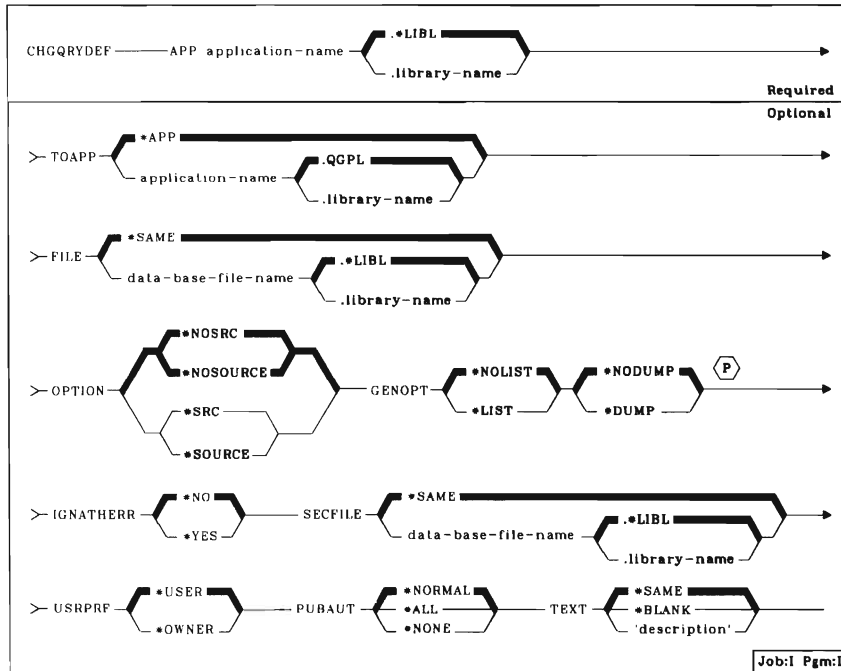 .*LIBL
CHGQRYDEF APP application-name
.library-name
Required
Optional
*APP
TOAPP
.QGPL
application-name
.library-name
*SAME
FILE
.*LIBL
data-base-file-name
.library-name
*NOSRC
*NOSOURCE *NOLIST *NODUMP P
OPTION GENOPT
*SRC *LIST *DUMP
*SOURCE
*NO *SAME
IGNATHERR SECFILE
*YES .*LIBL
data-base-file-name
.library-name
*USER *NORMAL *SAME
USRPRF PUBAUT *ALL TEXT *BLANK
*OWNER *NONE 'description'
Job:I Pgm:I